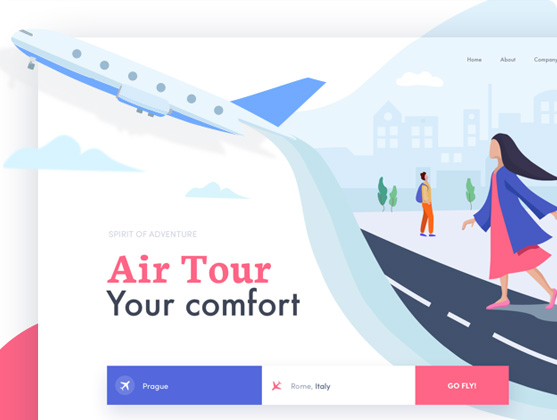 Home About Company
SPIRIT OF ADVENTURE
Air Tour
Your comfort
Prague Rome, Italy GO FLY!